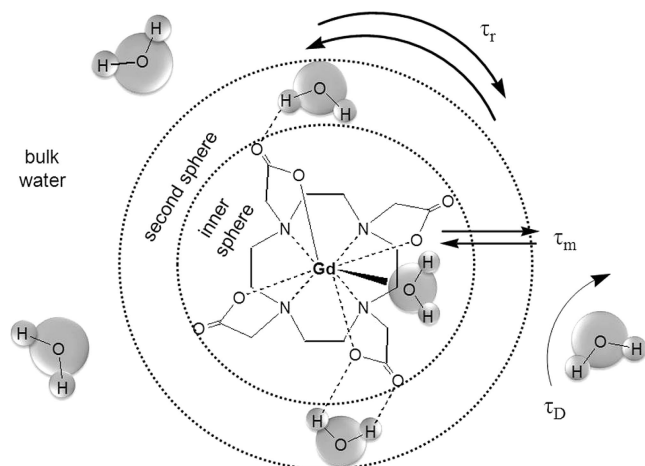 H
H
O
τr
H
O
H
bulk
water
second sphere
inner
sphere
O
O
O
O
N
N
τm
Gd
H
O
H
O
O
N
N
H
O
H
O
O
H
O
H
τD
H
O
H